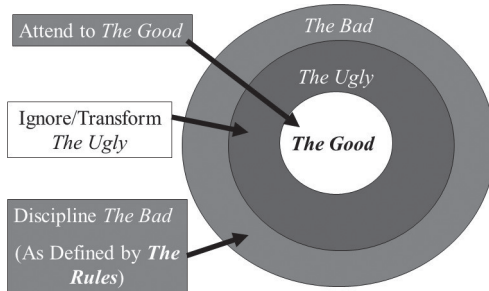 Attend to The Good
Ignore/Transform
The Ugly
Discipline The Bad
(As Defined by The
Rules)
The Bad
The Ugly
The Good